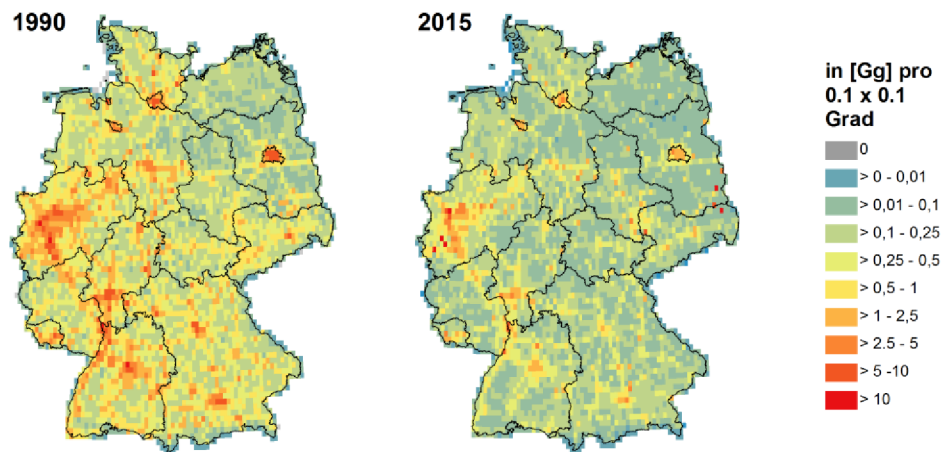 1990
2015
in [Gg] pro
0.1 x 0.1
Grad
0
> 0 - 0,01
> 0,01 - 0,1
> 0,1 - 0,25
> 0,25 - 0,5
> 0,5 - 1
> 1 - 2,5
> 2.5 - 5
> 5 -10
> 10